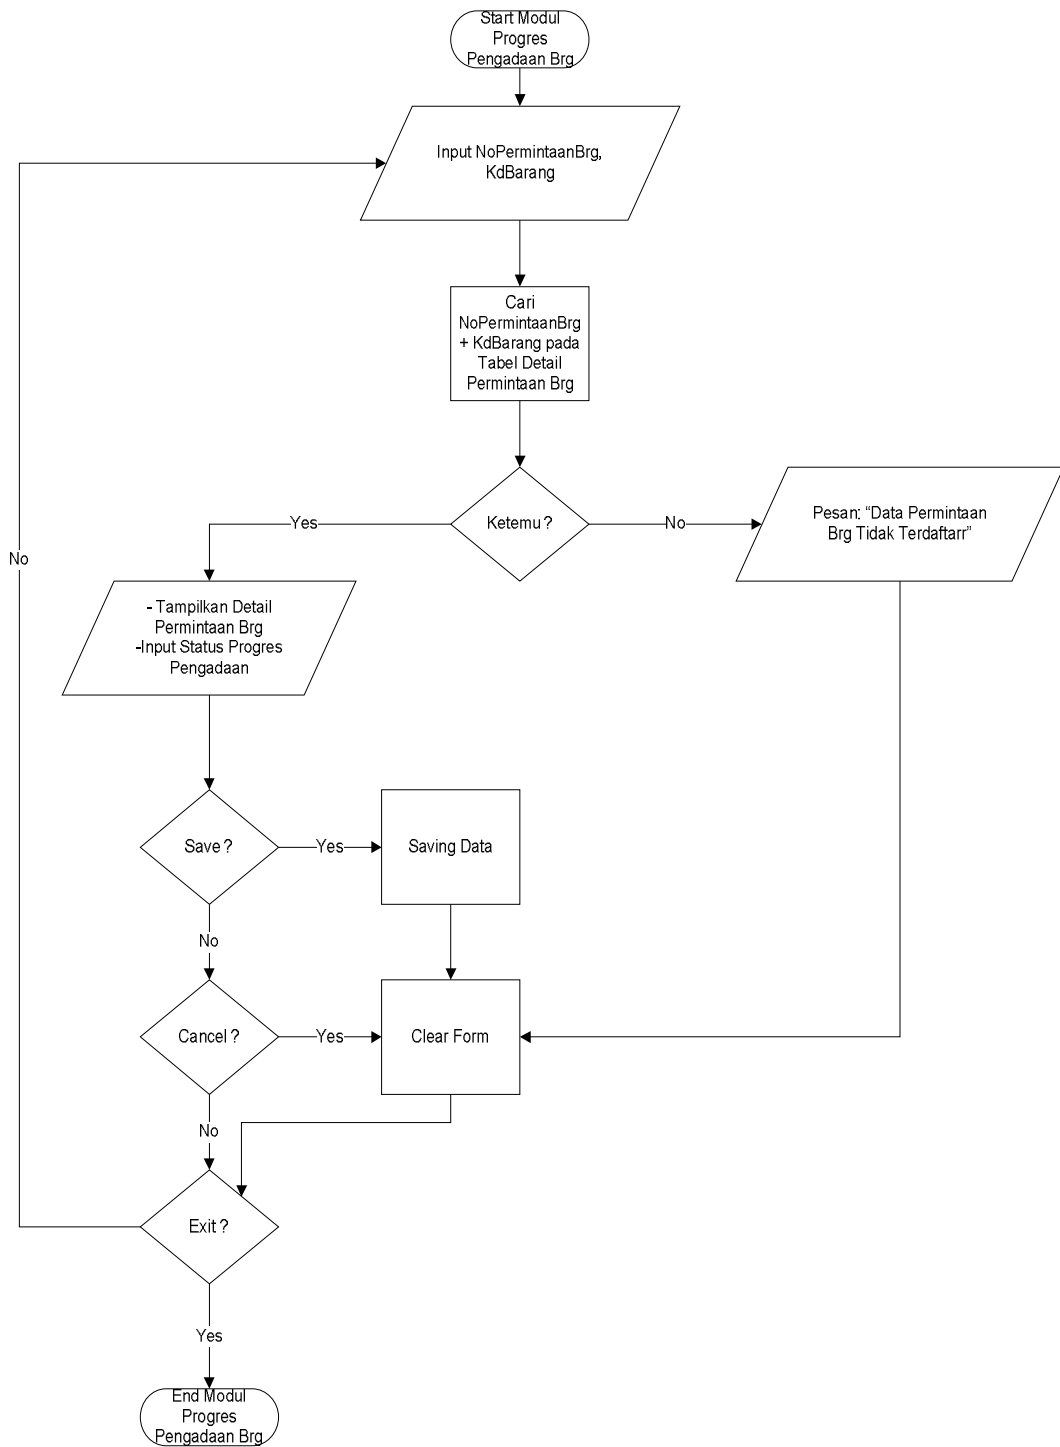 Start Modul
Progres
Pengadaan Brg
Input NoPermintaanBrg,
KdBarang
Cari
NoPermintaanBrg
+ KdBarang pada
Tabel Detail
Permintaan Brg
Ketemu ?
Yes
No
Pesan: “Data Permintaan
Brg Tidak Terdaftarr”
No
- Tampilkan Detail
Permintaan Brg
-Input Status Progres
Pengadaan
Save ?
Yes
Saving Data
No
Cancel ?
Yes
Clear Form
No
Exit ?
Yes
End Modul
Progres
Pengadaan Brg